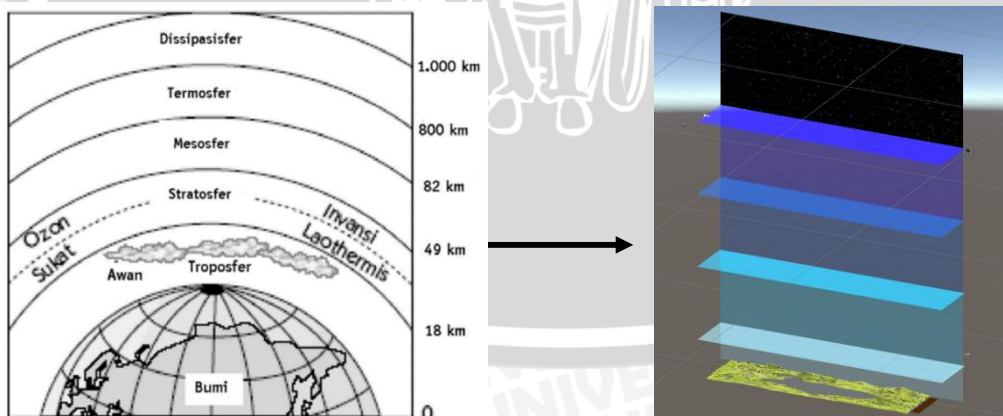 Dissipasisfer
1.000 km
Termosfer
800 km
Mesosfer
82 km
Stratosfer
Ozon
Invansi
Sukat
Laothermis
49 km
Awan
Troposfer
18 km
Bumi
0